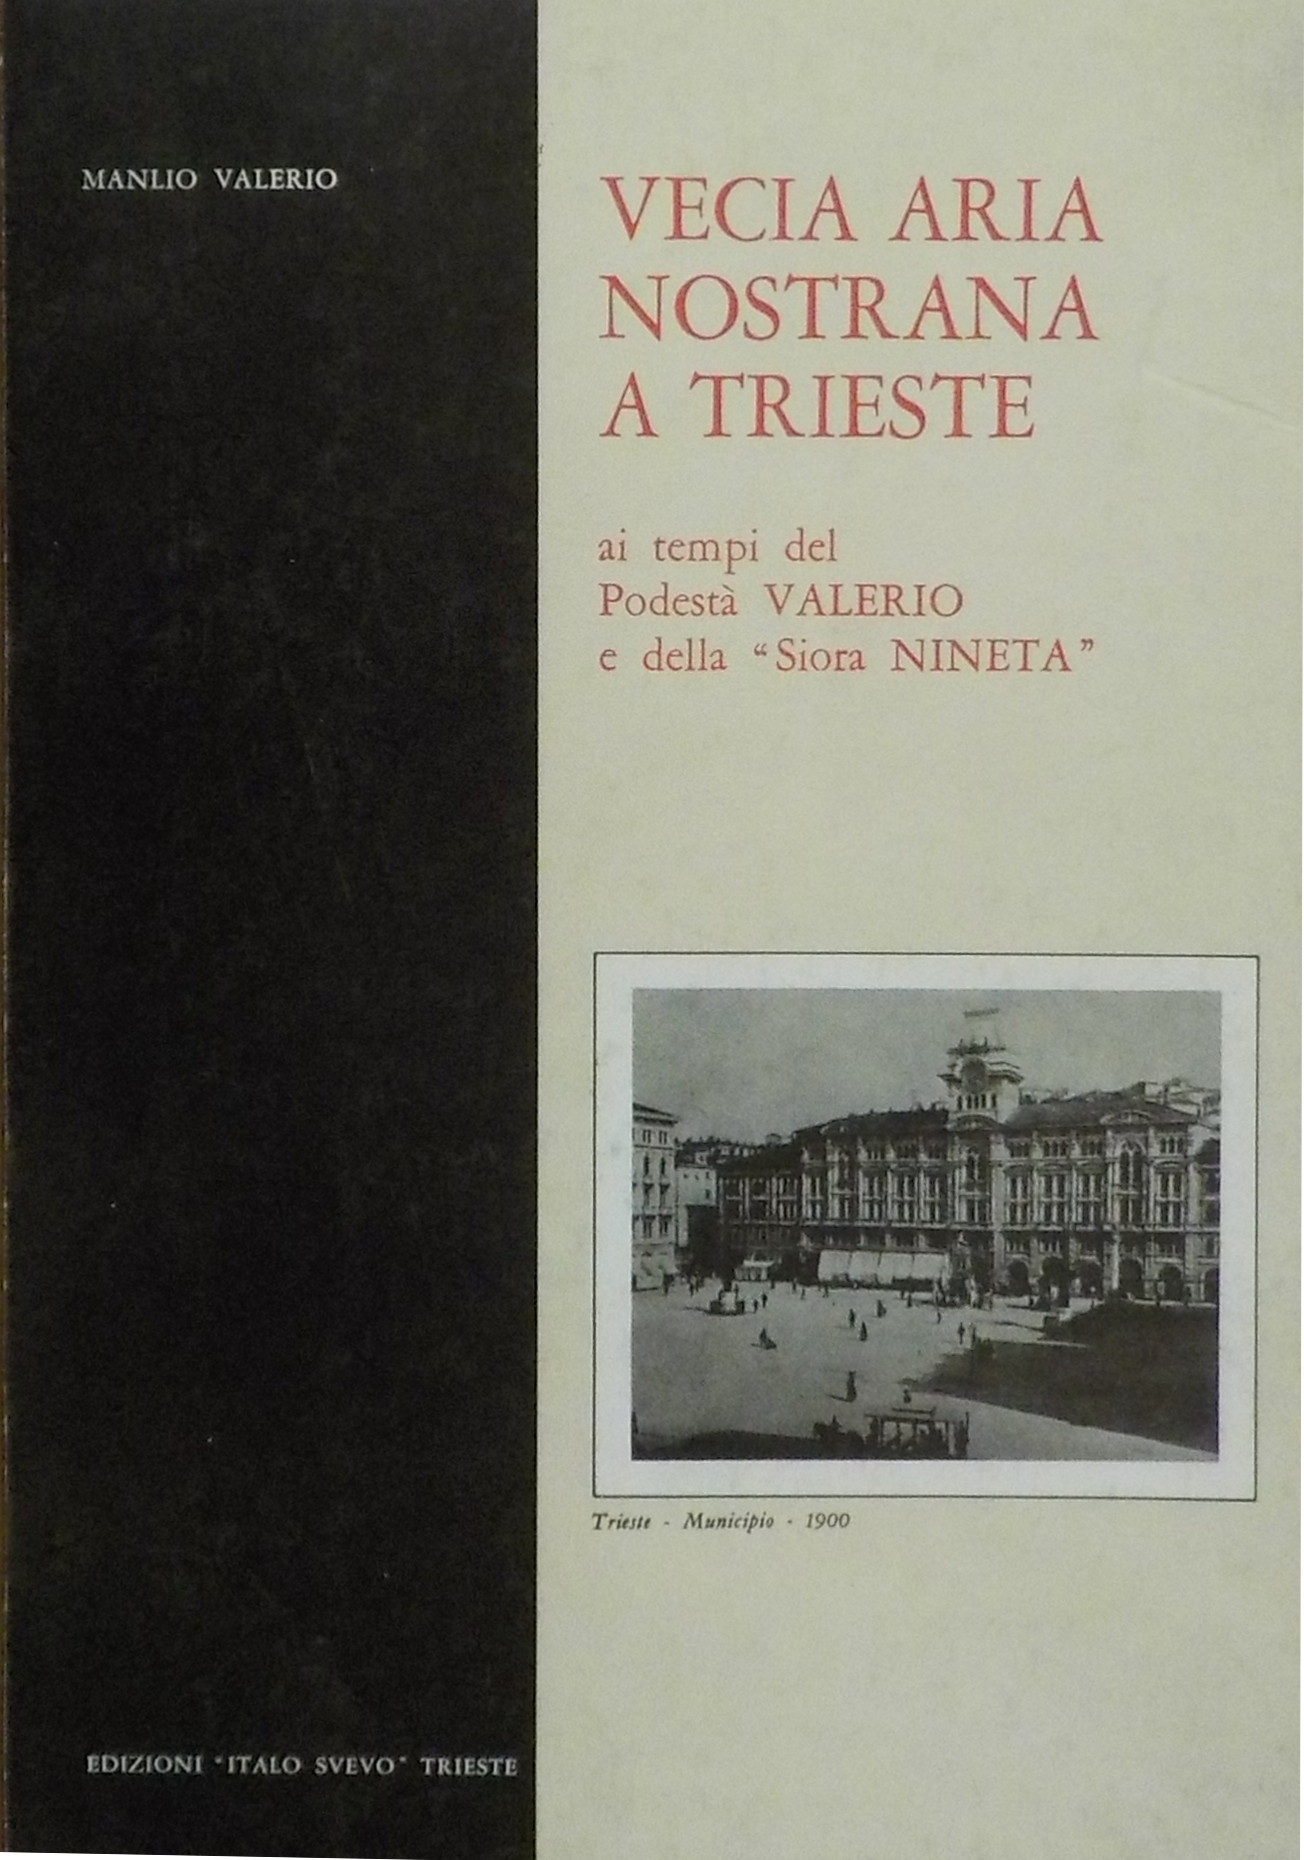 MANLIO VALERIO
VECIA ARIA
NOSTRANA
A TRIESTE
ai tempi del
Podestà VALERIO
e della “Siora NINETA”
Trieste - Municipio - 1900
EDIZIONI "ITALO SVEVO" TRIESTE